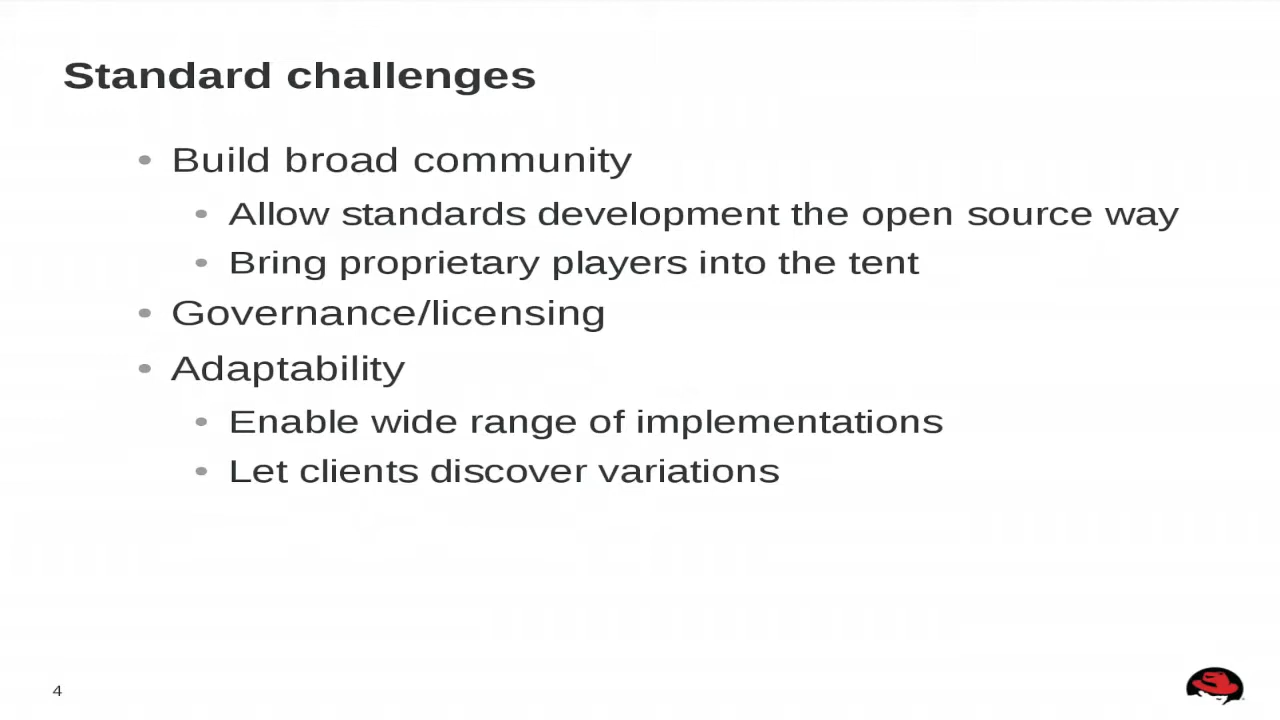 Standard challenges
• Build broad community
• Allow standards development the open source way
• Bring proprietary players into the tent
• Governance/licensing
• Adaptability
• Enable wide range of implementations
• Let clients discover variations
4